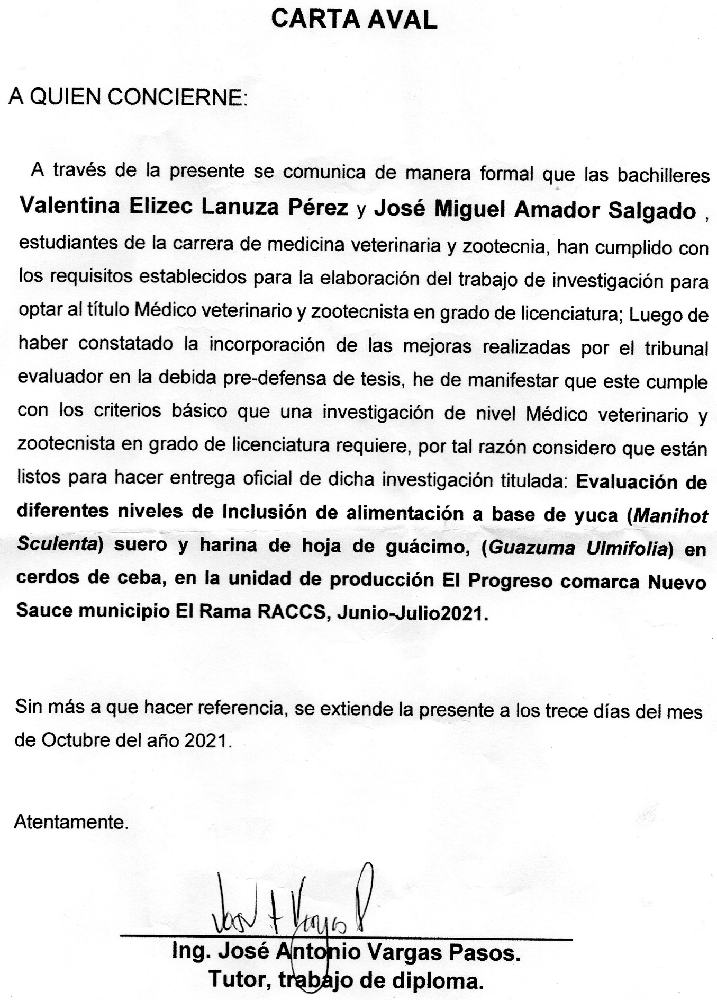 CARTA AVAL
A QUIEN CONCIERNE:
A través de la presente se comunica de manera formal que las bachilleres
Valentina Elizec Lanuza Pérez y José Miguel Amador Salgado ,
estudiantes de la carrera de medicina veterinaria y zootecnia, han cumplido con
los requisitos establecidos para la elaboración del trabajo de investigación para
optar al título Médico veterinario y zootecnista en grado de licenciatura; Luego de
haber constatado la incorporación de las mejoras realizadas por el tribunal
evaluador en la debida pre-defensa de tesis, he de manifestar que este cumple
con los criterios básico que una investigación de nivel Médico veterinario y
zootecnista en grado de licenciatura requiere, por tal razón considero que están
listos para hacer entrega oficial de dicha investigación titulada: Evaluación de
diferentes niveles de Inclusión de alimentación a base de yuca (Manihot
Sculenta) suero y harina de hoja de guácimo, (Guazuma Ulmifolia) en
cerdos de ceba, en la unidad de producción El Progreso comarca Nuevo
Sauce municipio El Rama RACCS, Junio-Julio2021.
Sin más a que hacer referencia, se extiende la presente a los trece días del mes
de Octubre del año 2021.
Atentamente.
Ing. José Antonio Vargas Pasos.
Tutor, trabajo de diploma.